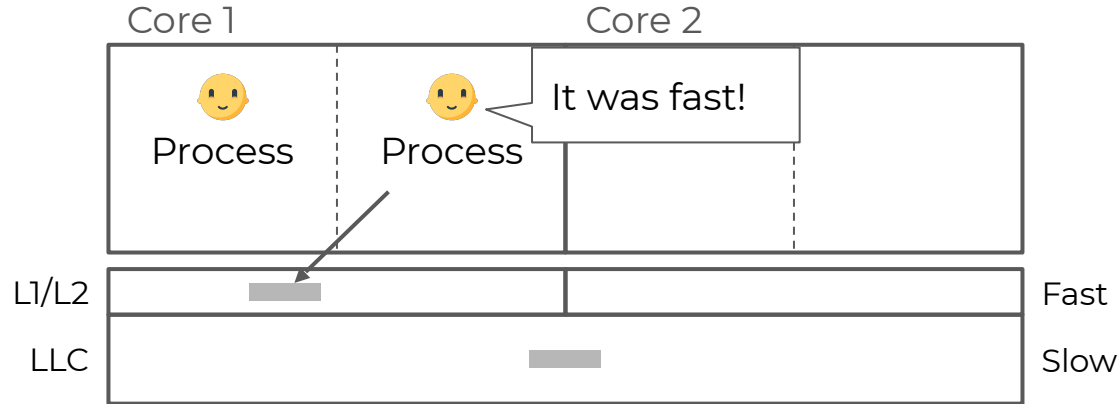 Core 1
Core 2
It was fast!
Process
Process
L1/L2
Fast
LLC
Slow